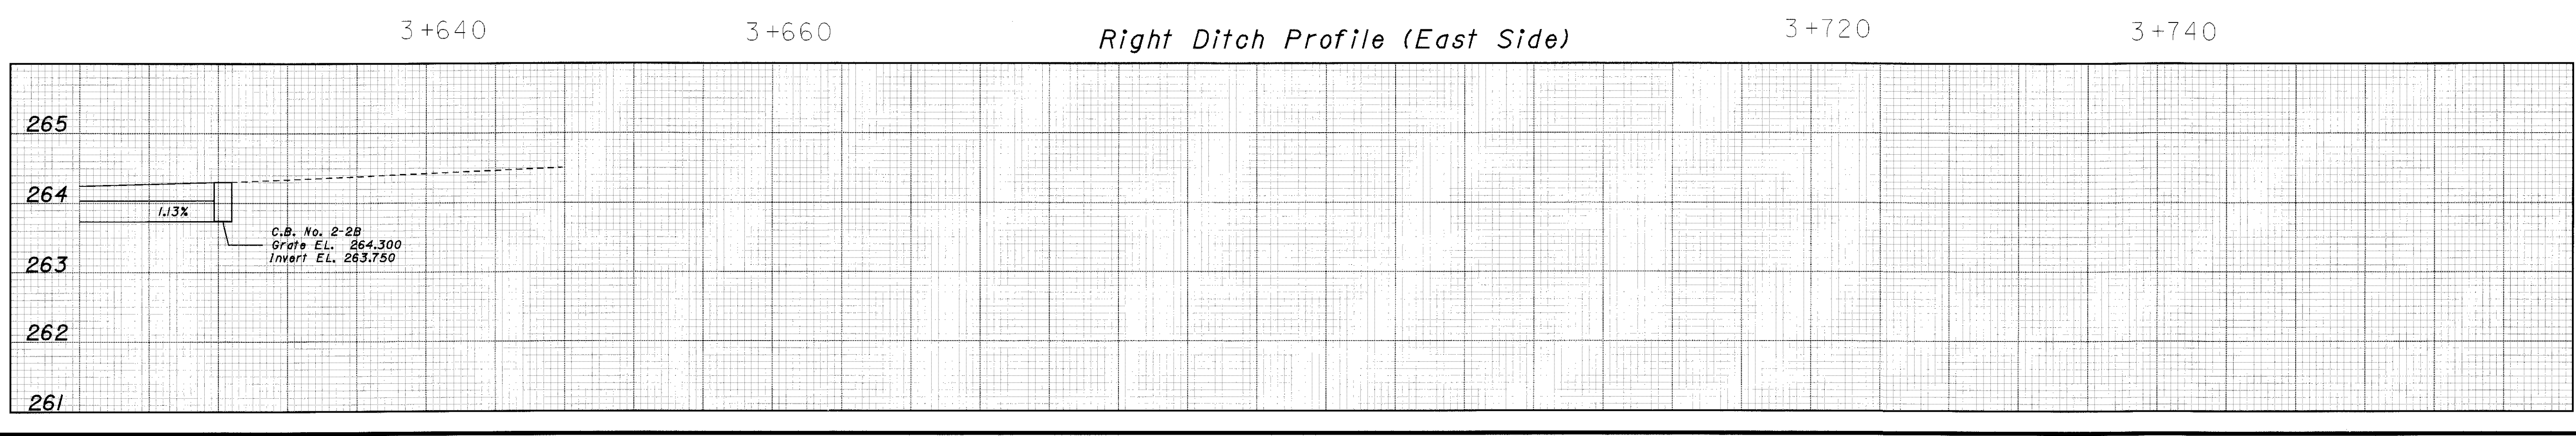 3+640 3+660 Right Ditch Profile (East Side) 3+720 3+740
265
264
1.13%
C.B. No. 2-2B
Grate EL. 264.300
Invert EL. 263.750
263
262
261